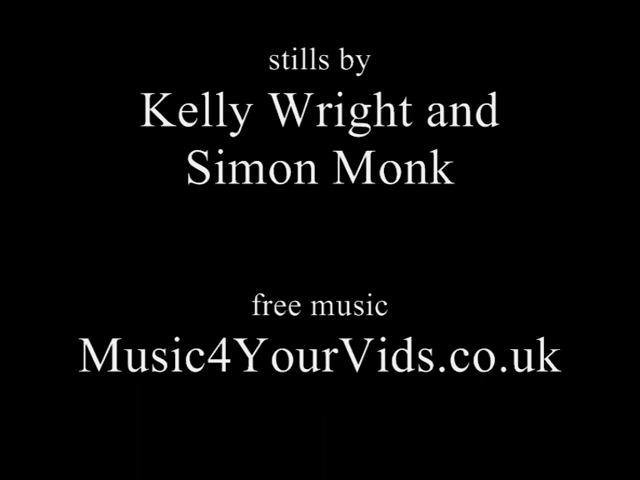 stills by
Kelly Wright and
Simon Monk
free music
Music4YourVids.co.uk